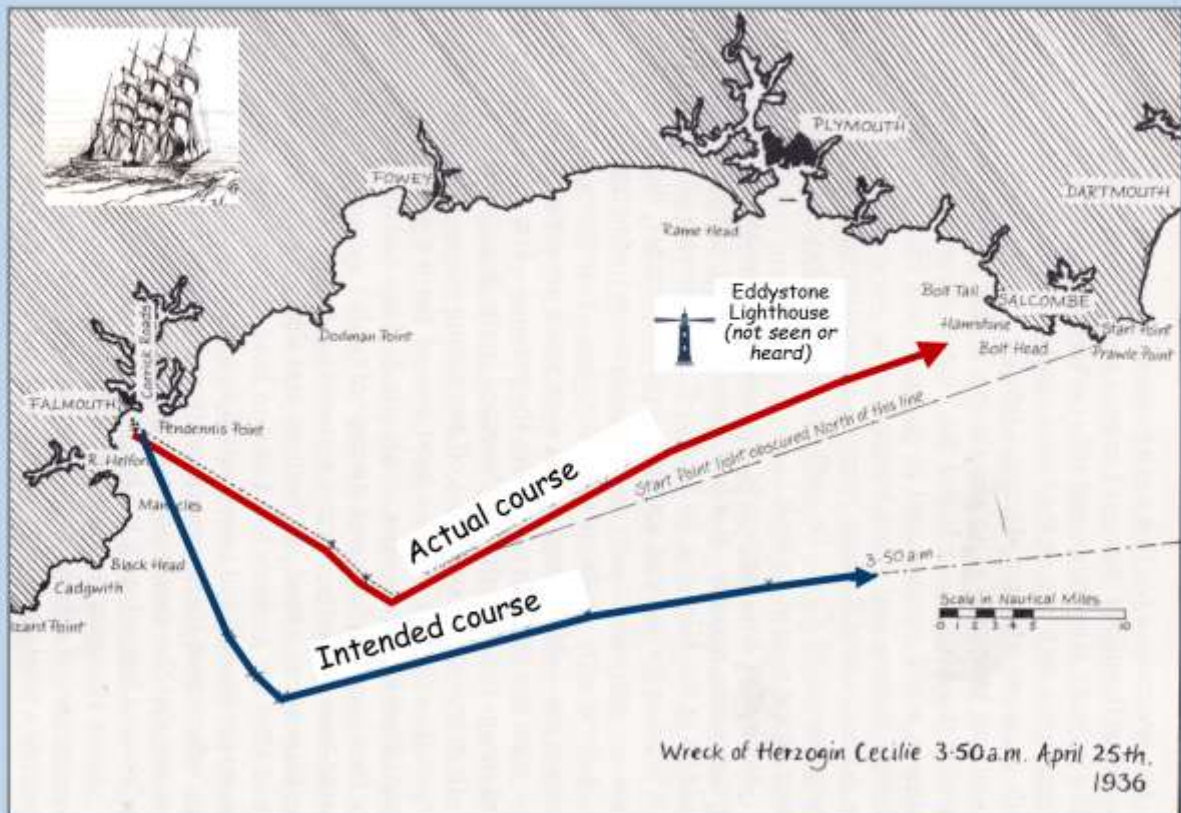 PLYMOUTH
FOWEY
DARTMOUTH
Rame Head
Eddystone
Lighthouse
(not seen or
heard)
Bolt Tail
SALCOMBE
Dodman Point
Hamstone
Start Point
Bolt Head
Prawle Point
Carrick Roads
FALMOUTH
Pendennis Point
R. Helford
Start Point light obscured North of this line
Actual course
Manacles
Black Head
Cadgwith
izard Point
3·50 a.m.
Intended course
Scale in Nautical Miles
0 1 2 3 4 5 10
Wreck of Herzogin Cecilie 3·50 a.m. April 25th,
1936